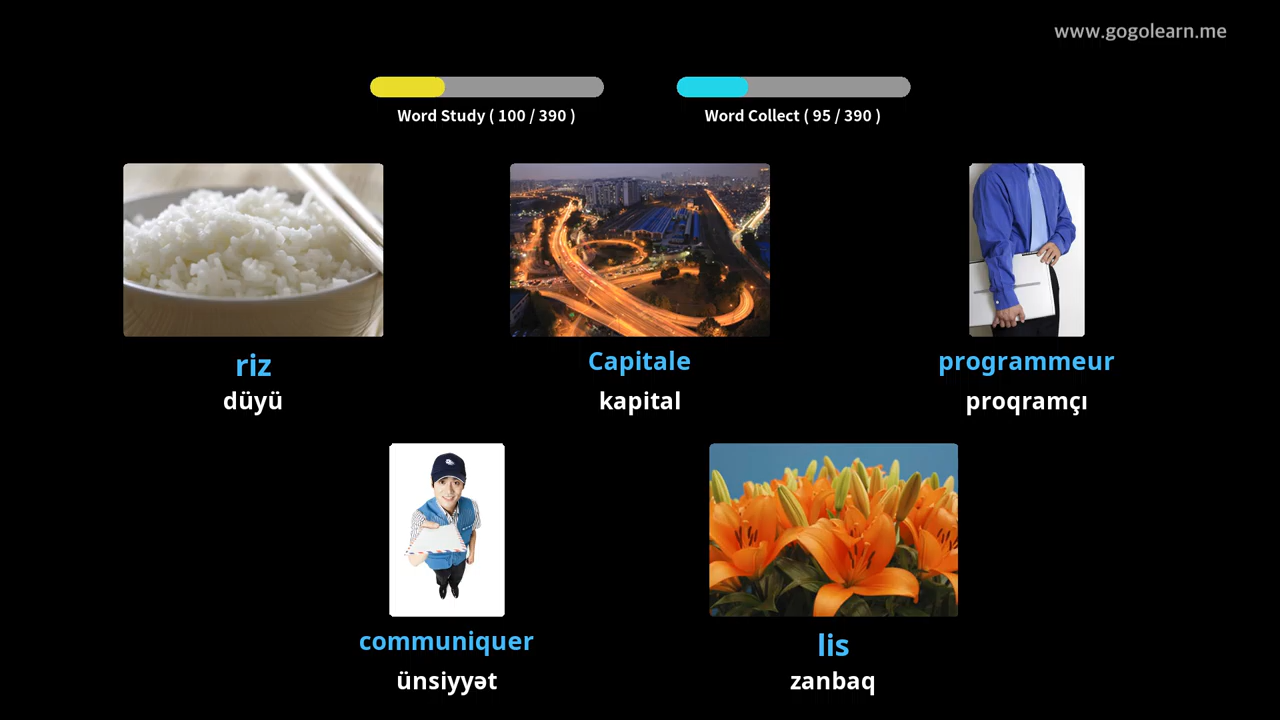 www.gogolearn.me
Word Study ( 100 / 390 )
Word Collect ( 95 / 390 )
riz
Capitale
programmeur
düyü
kapital
proqramçı
communiquer
lis
ünsiyyət
zanbaq